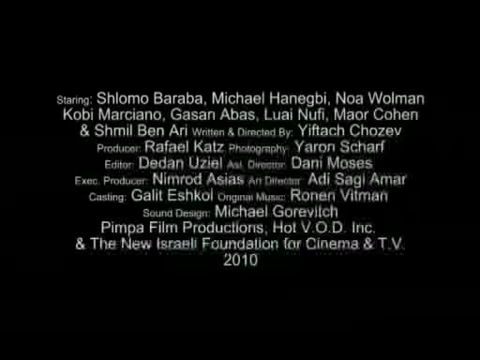 Staring: Shlomo Baraba, Michael Hanegbi, Noa Wolman
Kobi Marciano, Gasan Abas, Luai Nufi, Maor Cohen
& Shmil Ben Ari Written & Directed By: Yiftach Chozev
Producer: Rafael Katz Photography: Yaron Scharf
Editor: Dedan Uziel Asi. Director: Dani Moses
Exec. Producer: Nimrod Asias Art Director: Adi Sagi Amar
Casting: Galit Eshkol Original Music: Ronen Vitman
Sound Design: Michael Gorevitch
Pimpa Film Productions, Hot V.O.D. Inc.
& The New Israeli Foundation for Cinema & T.V.
2010